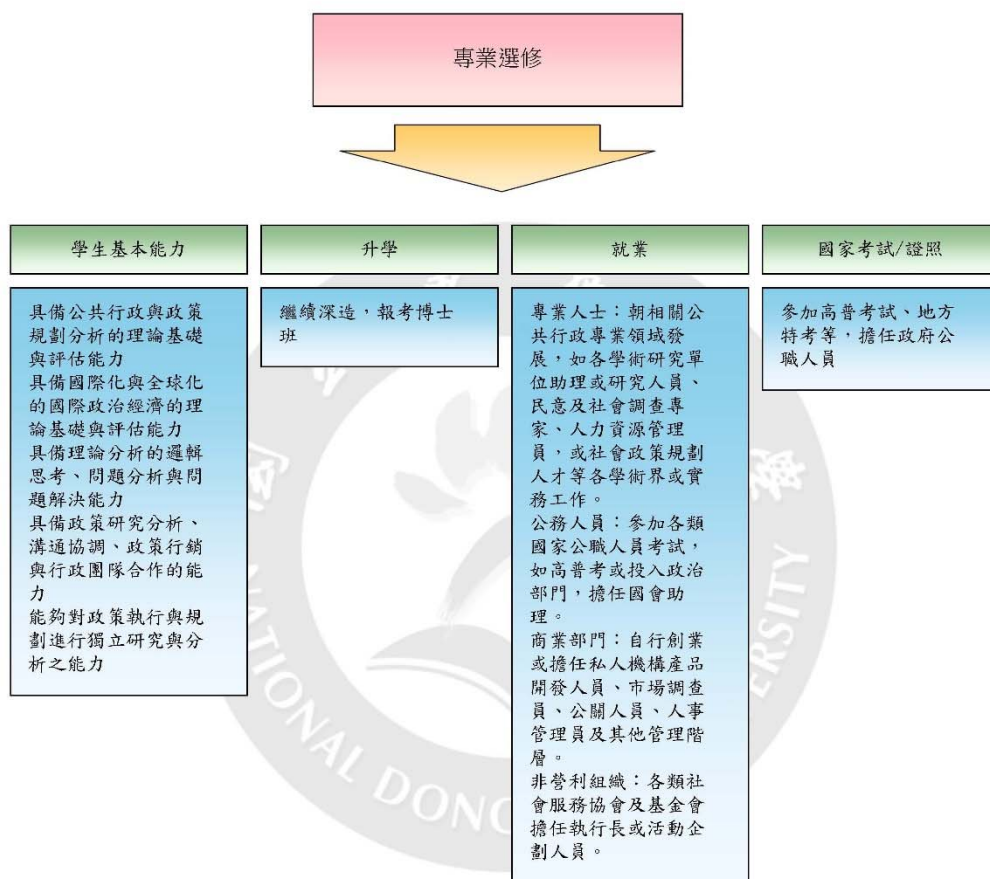 專業選修
學生基本能力
具備公共行政與政策
規劃分析的理論基礎
與評估能力
具備國際化與全球化
的國際政治經濟的理
論基礎與評估能力
具備理論分析的邏輯
思考、問題分析與問
題解決能力
具備政策研究分析、
溝通協調、政策行銷
與行政團隊合作的能
力
能夠對政策執行與規
劃進行獨立研究與分
析之能力
升學
繼續深造，報考博士
班
就業
專業人士：朝相關公
共行政專業領域發
展，如各學術研究單
位助理或研究人員、
民意及社會調查專
家、人力資源管理
員，或社會政策規劃
人才等各學術界或實
務工作。
公務人員：參加各類
國家公職人員考試，
如高普考或投入政治
部門，擔任國會助
理。
商業部門：自行創業
或擔任私人機構產品
開發人員、市場調查
員、公關人員、人事
管理員及其他管理階
層。
非營利組織：各類社
會服務協會及基金會
擔任執行長或活動企
劃人員。
國家考試/證照
參加高普考試、地方
特考等，擔任政府公
職人員